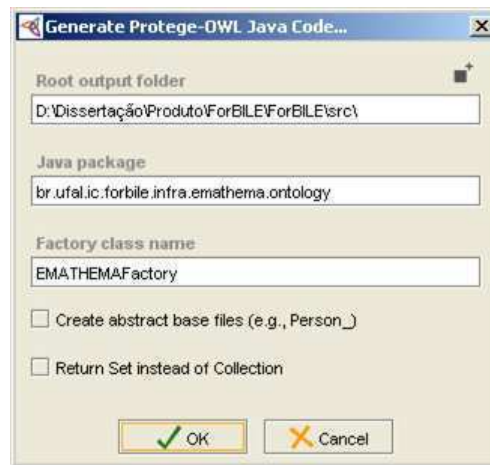 Generate Protege-OWL Java Code...
Root output folder
D:\Dissertação\Produto\ForBILE\ForBILE\src\
Java package
br.ufal.ic.forbile.infra.emathema.ontology
Factory class name
EMATHEMAFactory
Create abstract base files (e.g., Person_)
Return Set instead of Collection
OK
Cancel